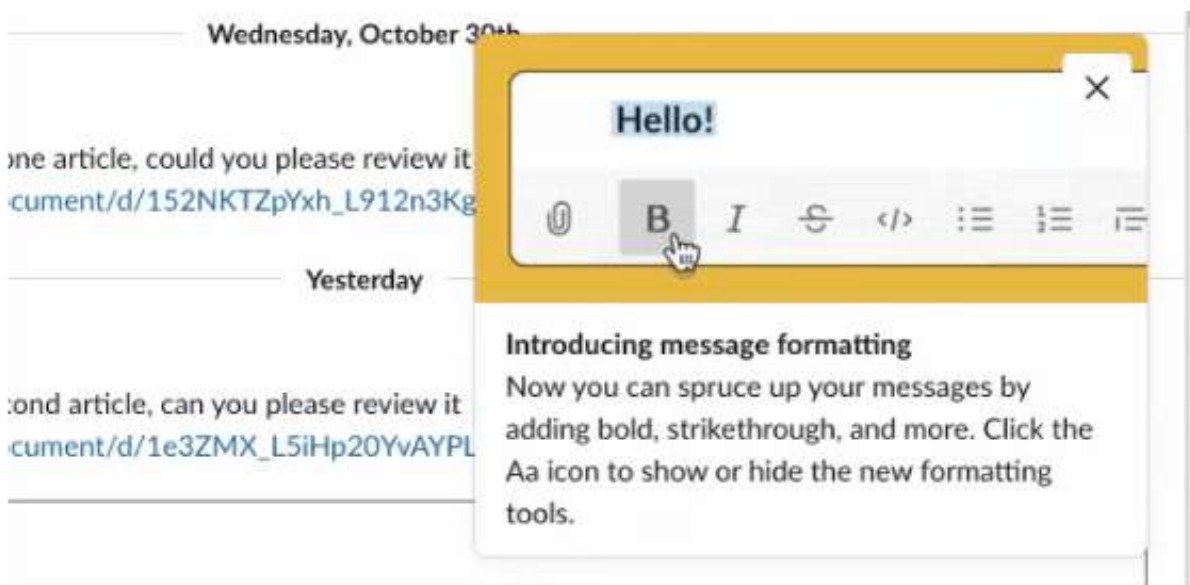 Wednesday, October 30th
Hello!
one article, could you please review it
cument/d/152NKTZpYxh_L912n3Kg
B I S </>
Yesterday
Introducing message formatting
Now you can spruce up your messages by
adding bold, strikethrough, and more. Click the
Aa icon to show or hide the new formatting
tools.
cond article, can you please review it
cument/d/1e3ZMX_L5iHp20YvAYPL